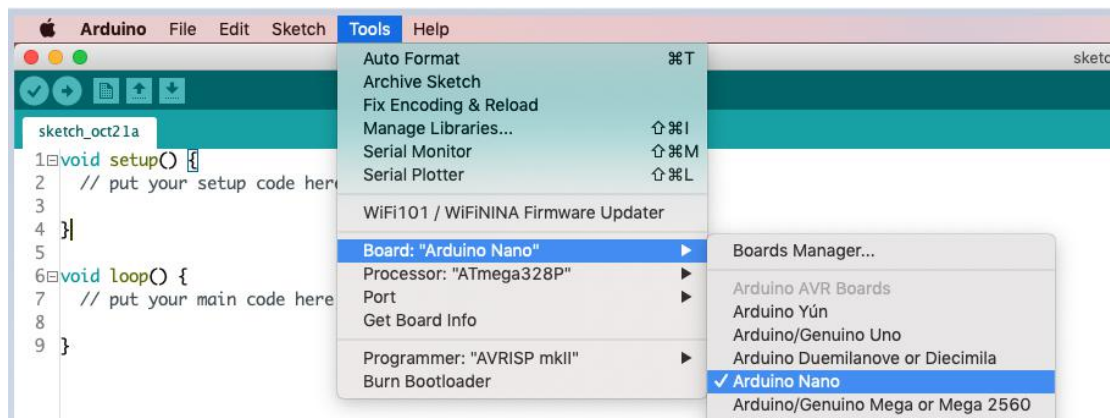 Arduino File Edit Sketch Tools Help
sketc
sketch_oct21a
1 void setup() {
2 // put your setup code here
3
4 }
5
6 void loop() {
7 // put your main code here
8
9 }
Auto Format ⌘T
Archive Sketch
Fix Encoding & Reload
Manage Libraries... ⇧⌘I
Serial Monitor ⇧⌘M
Serial Plotter ⇧⌘L
WiFi101 / WiFiNINA Firmware Updater
Board: "Arduino Nano"
Processor: "ATmega328P"
Port
Get Board Info
Programmer: "AVRISP mkII"
Burn Bootloader
Boards Manager...
Arduino AVR Boards
Arduino Yún
Arduino/Genuino Uno
Arduino Duemilanove or Diecimila
✓ Arduino Nano
Arduino/Genuino Mega or Mega 2560